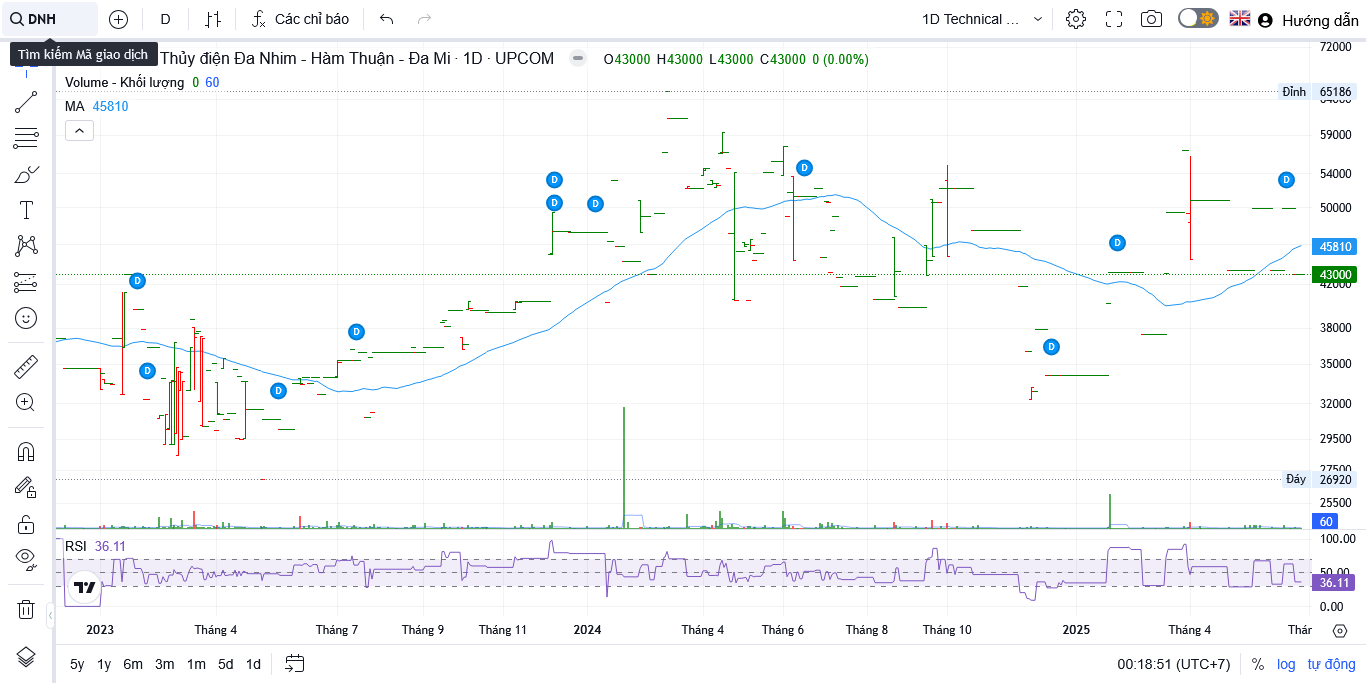 DNH
D
Các chỉ báo
1D Technical ...
Hướng dẫn
Tìm kiếm Mã giao dịch
Thủy điện Đa Nhim - Hàm Thuận - Đa Mi · 1D · UPCOM
O43000 H43000 L43000 C43000 0 (0.00%)
Volume - Khối lượng 0 60
MA 45810
72000
Đỉnh 65186
59000
54000
50000
45810
43000
42000
38000
35000
32000
29500
27500
Đáy 26920
25500
60
D
D
D
D
D
D
D
D
D
D
D
RSI 36.11
100.00
50.00
36.11
0.00
2023 Tháng 4 Tháng 7 Tháng 9 Tháng 11 2024 Tháng 4 Tháng 6 Tháng 8 Tháng 10 2025 Tháng 4 Thár
5y 1y 6m 3m 1m 5d 1d
00:18:51 (UTC+7) % log tự động